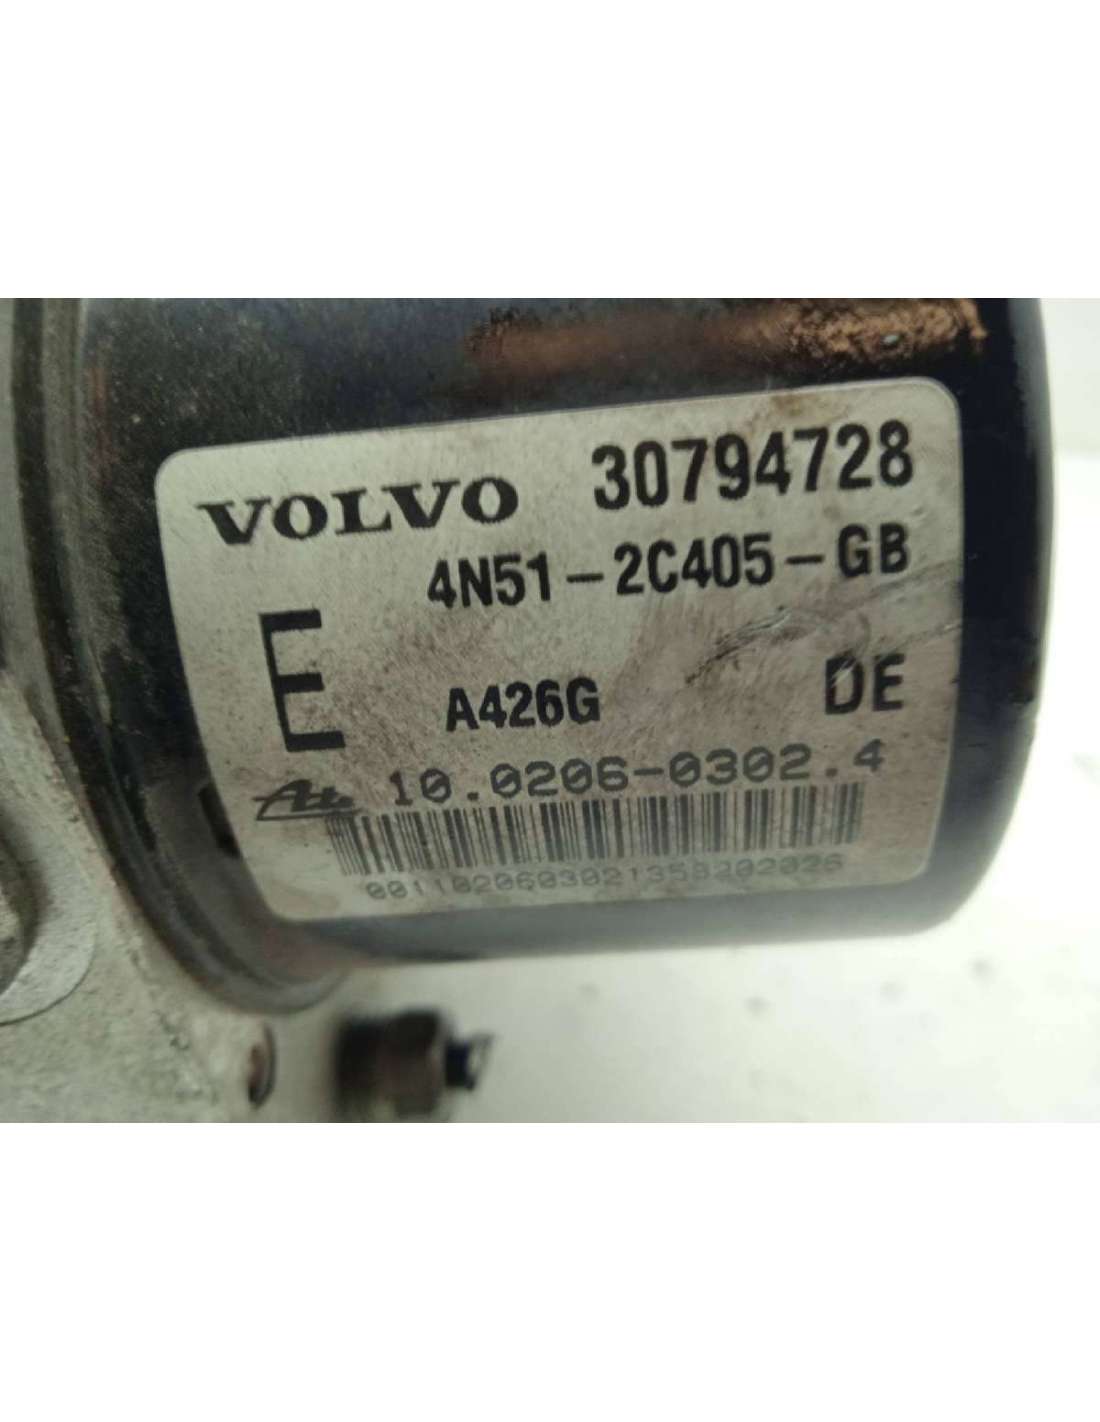 VOLVO 30794728
4N51-2C405-GB
E
A426G DE
Ate 10.0206-0302.4